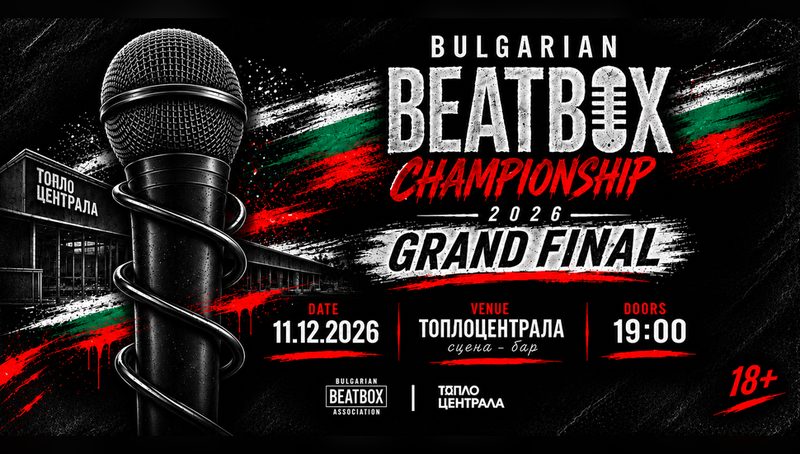 BULGARIAN
BEATBOX
CHAMPIONSHIP
2026
GRAND FINAL
ТОПЛО
ЦЕНТРАЛА
DATE
11.12.2026
VENUE
ТОПЛОЦЕНТРАЛА
сцена - бар
DOORS
19:00
18+
BULGARIAN
BEATBOX
ASSOCIATION
ТОПЛО
ЦЕНТРАЛА